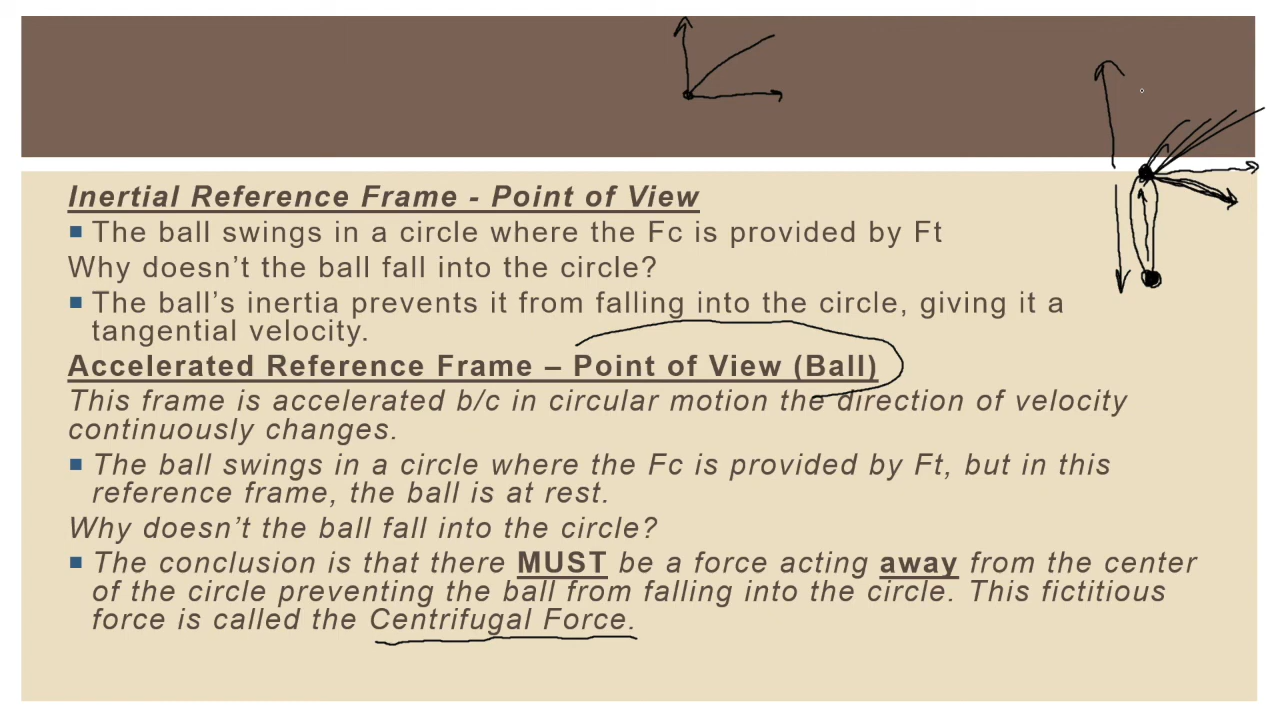 Inertial Reference Frame - Point of View
The ball swings in a circle where the Fc is provided by Ft
Why doesn't the ball fall into the circle?
The ball's inertia prevents it from falling into the circle, giving it a
tangential velocity.
Accelerated Reference Frame – Point of View (Ball)
This frame is accelerated b/c in circular motion the direction of velocity
continuously changes.
The ball swings in a circle where the Fc is provided by Ft, but in this
reference frame, the ball is at rest.
Why doesn't the ball fall into the circle?
The conclusion is that there MUST be a force acting away from the center
of the circle preventing the ball from falling into the circle. This fictitious
force is called the Centrifugal Force.